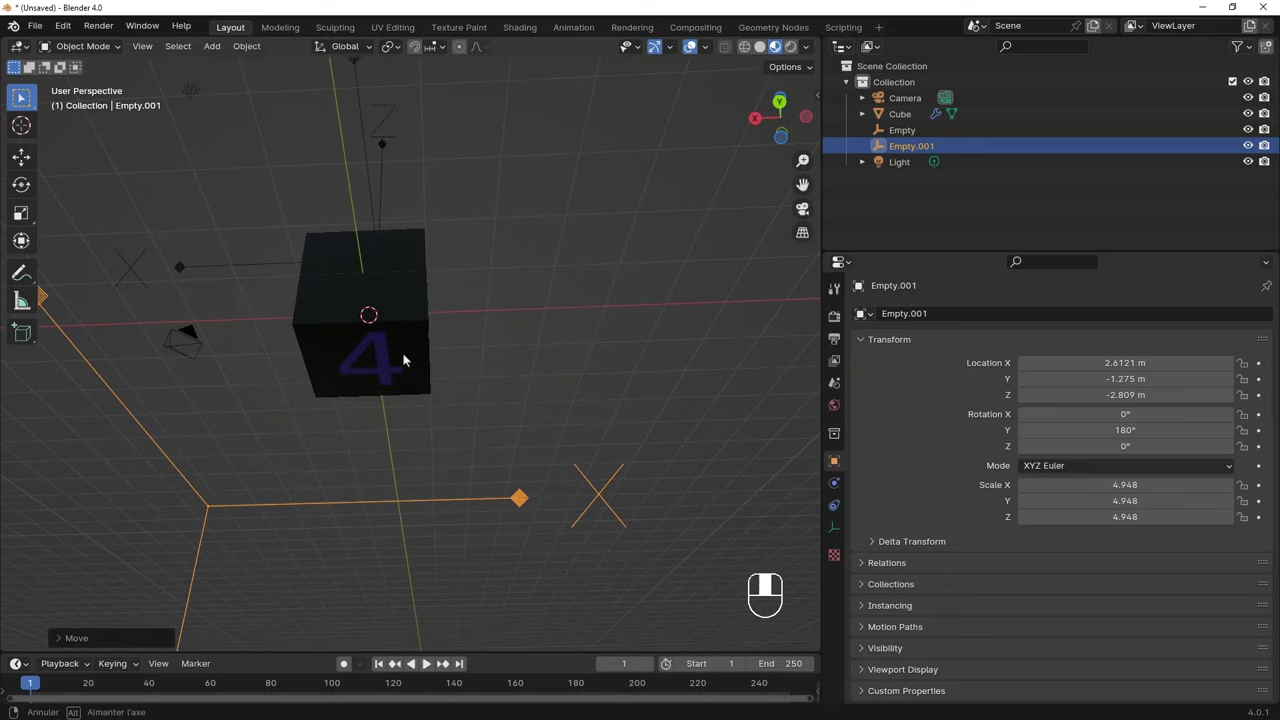 * (Unsaved) - Blender 4.0
File Edit Render Window Help Layout Modeling Sculpting UV Editing Texture Paint Shading Animation Rendering Compositing Geometry Nodes Scripting Scene ViewLayer
Object Mode View Select Add Object Global
Options
User Perspective
(1) Collection | Empty.001
Scene Collection
Collection
Camera
Cube
Empty
Empty.001
Light
Y
X
Z
X
X
4
Empty.001
Empty.001
Transform
Location X 2.6121 m
Y -1.275 m
Z -2.809 m
Rotation X 0°
Y 180°
Z 0°
Mode XYZ Euler
Scale X 4.948
Y 4.948
Z 4.948
Delta Transform
Relations
Collections
Instancing
Motion Paths
Visibility
Viewport Display
Custom Properties
Move
Playback Keying View Marker 1 Start 1 End 250
1 20 40 60 80 100 120 140 160 180 200 220 240
Annuler Alt Almanter l'axe 4.0.1